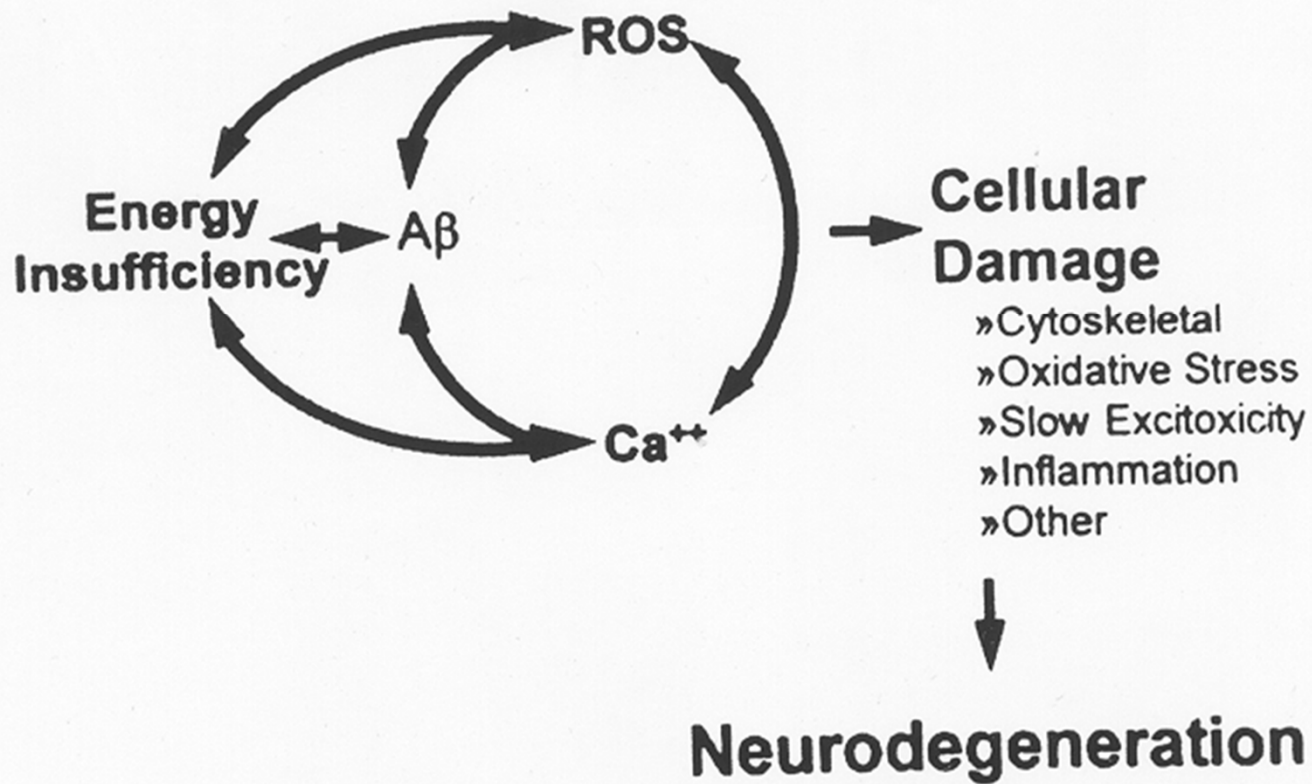 ROS
Energy
Insufficiency
Aβ
Ca⁺⁺
Cellular
Damage
»Cytoskeletal
»Oxidative Stress
»Slow Excitoxicity
»Inflammation
»Other
Neurodegeneration